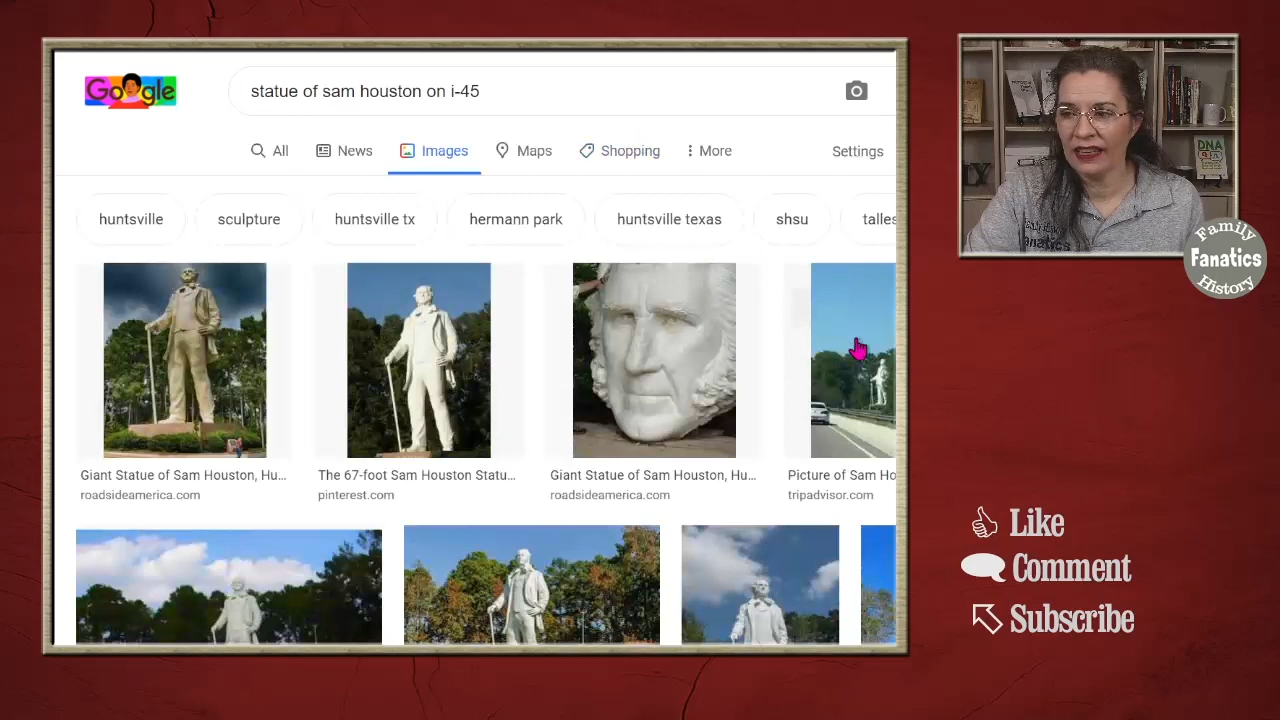 Google
statue of sam houston on i-45
All
News
Images
Maps
Shopping
More
Settings
huntsville
sculpture
huntsville tx
hermann park
huntsville texas
shsu
talles
Giant Statue of Sam Houston, Hu...
roadsideamerica.com
The 67-foot Sam Houston Statu...
pinterest.com
Giant Statue of Sam Houston, Hu...
roadsideamerica.com
Picture of Sam Ho
tripadvisor.com
DNA
Fanatics
Family
Fanatics
History
Like
Comment
Subscribe